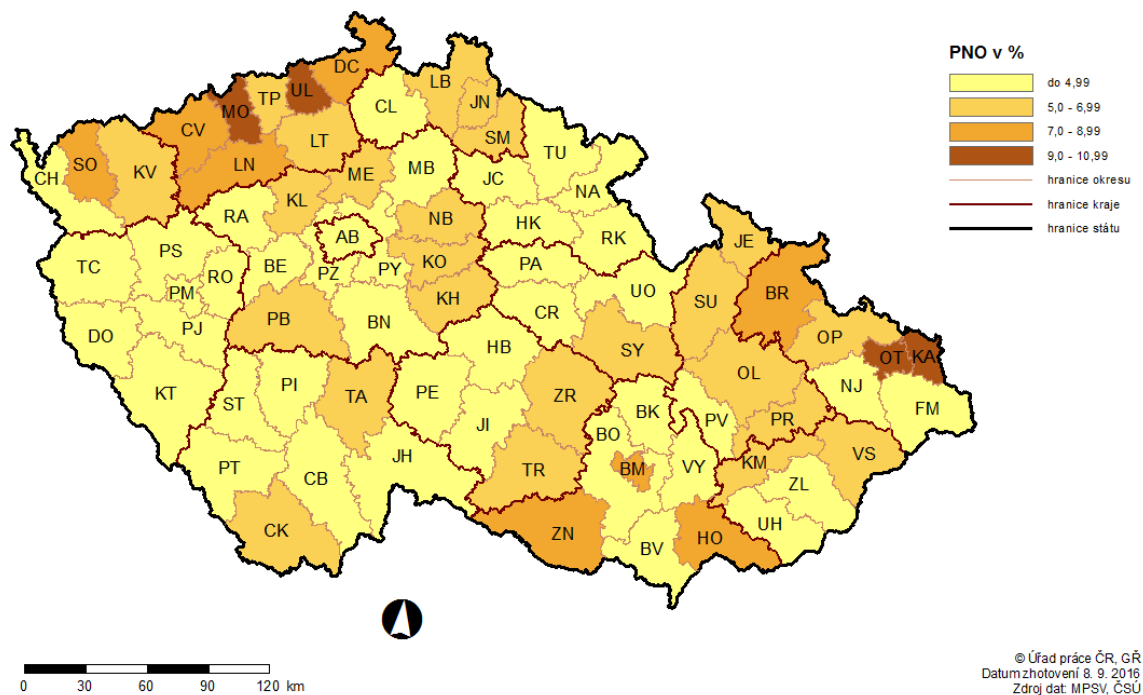 PNO v %
do 4,99
5,0 - 6,99
7,0 - 8,99
9,0 - 10,99
hranice okresu
hranice kraje
hranice státu
DC
LB
UL
TP
JN
MO
CL
CV
LT
SM
TU
SO
KV
LN
ME
MB
JC
CH
NA
KL
RA
NB
HK
AB
RK
JE
PS
TC
RO
BE
PZ
PY
KO
PA
PM
KH
UO
SU
BR
DO
PJ
PB
BN
CR
OP
HB
SY
OT
KA
KT
PI
TA
PE
ZR
OL
NJ
ST
JI
BK
PV
PR
FM
BO
VS
PT
CB
JH
TR
BM
VY
KM
ZL
CK
ZN
HO
UH
BV
0 30 60 90 120 km
© Úřad práce ČR, GŘ
Datum zhotovení 8. 9. 2016
Zdroj dat: MPSV, ČSÚ